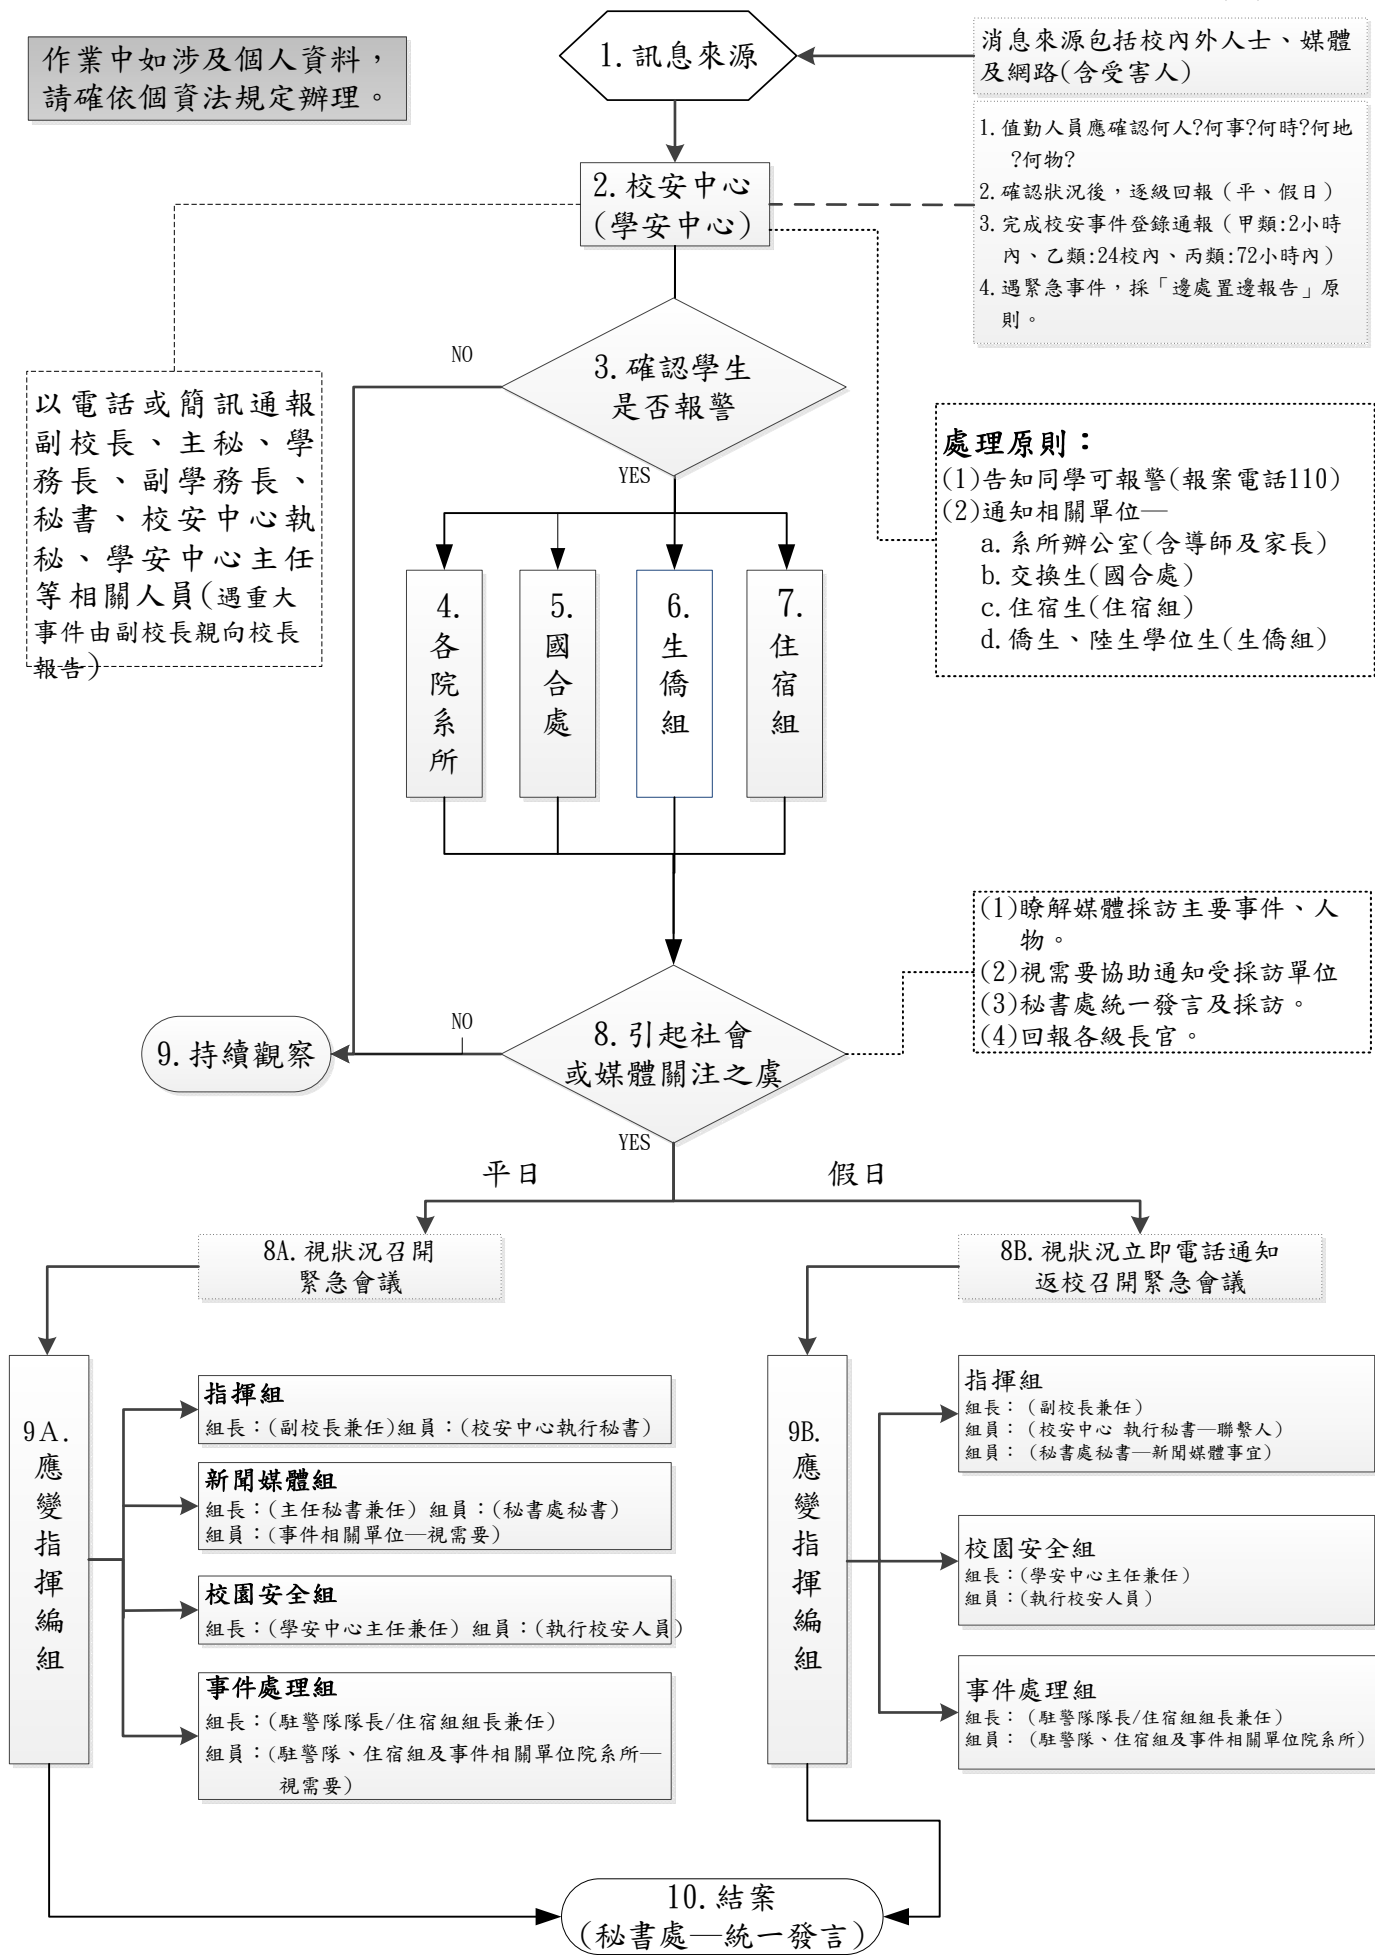 作業中如涉及個人資料，
請確依個資法規定辦理。
1.訊息來源
消息來源包括校內外人士、媒體
及網路(含受害人)
1.值勤人員應確認何人?何事?何時?何地
?何物?
2.確認狀況後，逐級回報（平、假日）
3.完成校安事件登錄通報（甲類:2小時
內、乙類:24校內、丙類:72小時內）
4.遇緊急事件，採「邊處置邊報告」原
則。
2.校安中心
(學安中心)
NO
3.確認學生
是否報警
YES
以電話或簡訊通報
副校長、主秘、學
務長、副學務長、
秘書、校安中心執
秘、學安中心主任
等相關人員(遇重大
事件由副校長親向校長
報告)
處理原則：
(1)告知同學可報警(報案電話110)
(2)通知相關單位—
a.系所辦公室(含導師及家長)
b.交換生(國合處)
c.住宿生(住宿組)
d.僑生、陸生學位生(生僑組)
4.
各
院
系
所
5.
國
合
處
6.
生
僑
組
7.
住
宿
組
(1)瞭解媒體採訪主要事件、人
物。
(2)視需要協助通知受採訪單位
(3)秘書處統一發言及採訪。
(4)回報各級長官。
9.持續觀察
NO
8.引起社會
或媒體關注之虞
YES
平日
假日
8A.視狀況召開
緊急會議
8B.視狀況立即電話通知
返校召開緊急會議
9A.
應
變
指
揮
編
組
指揮組
組長：(副校長兼任)組員：(校安中心執行秘書)
新聞媒體組
組長：(主任秘書兼任) 組員：(秘書處秘書)
組員：(事件相關單位—視需要)
校園安全組
組長：(學安中心主任兼任) 組員：(執行校安人員)
事件處理組
組長：(駐警隊隊長/住宿組組長兼任)
組員：(駐警隊、住宿組及事件相關單位院系所—
視需要)
9B.
應
變
指
揮
編
組
指揮組
組長：（副校長兼任）
組員：（校安中心 執行秘書—聯繫人）
組員：（秘書處秘書—新聞媒體事宜）
校園安全組
組長：(學安中心主任兼任)
組員：(執行校安人員)
事件處理組
組長：（駐警隊隊長/住宿組組長兼任）
組員：（駐警隊、住宿組及事件相關單位院系所）
10.結案
(秘書處—統一發言)